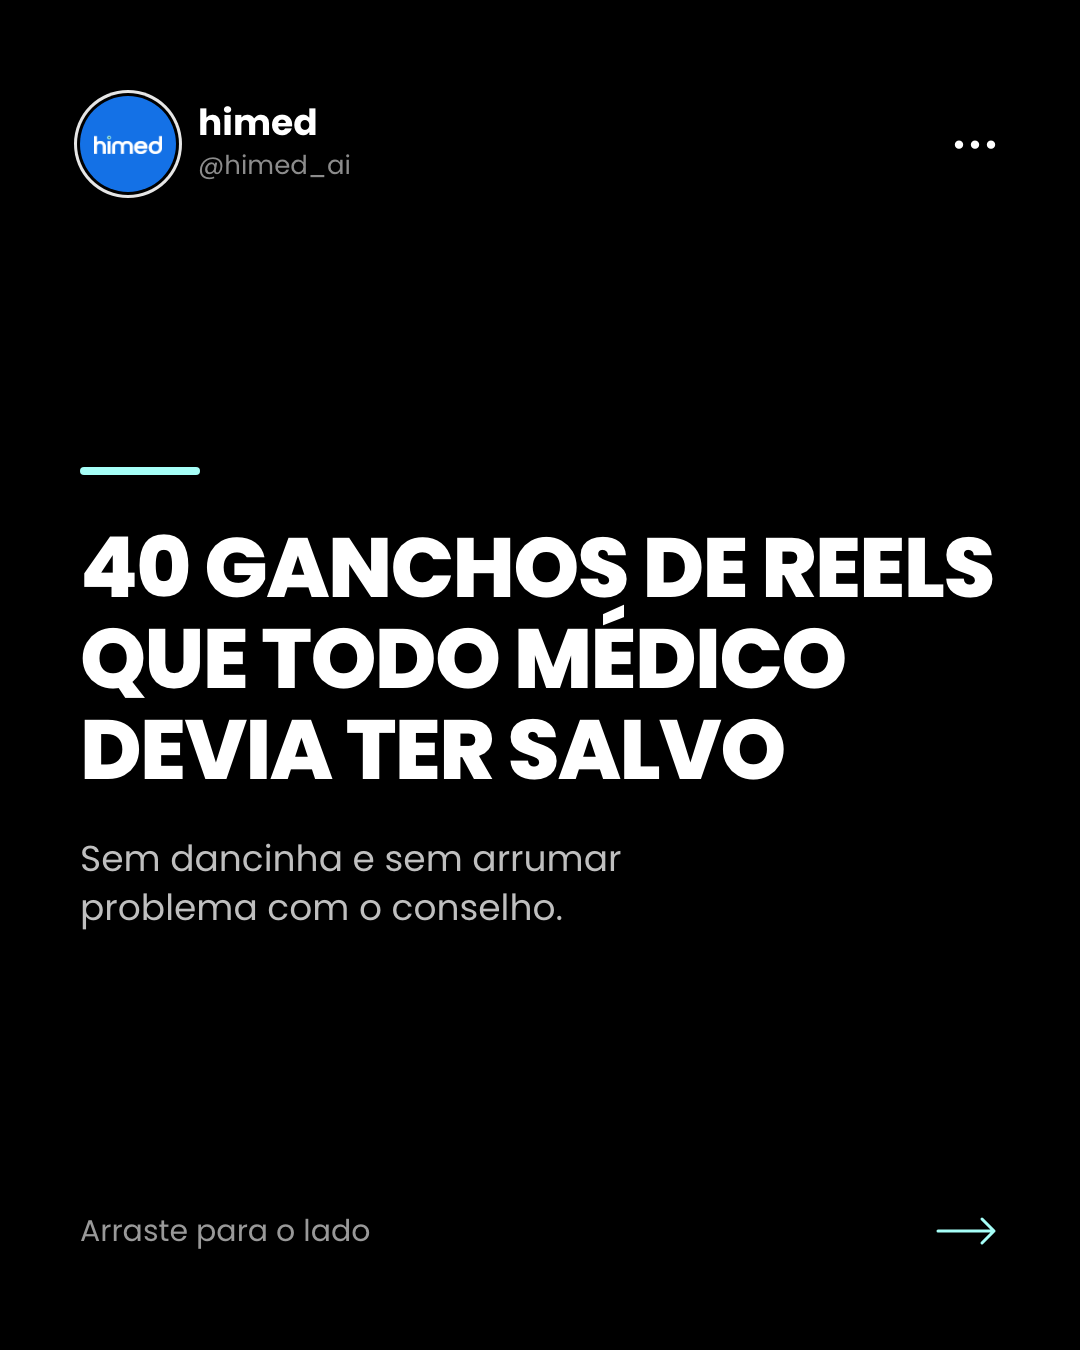 himed
himed
@himed_ai
40 GANCHOS DE REELS
QUE TODO MÉDICO
DEVIA TER SALVO
Sem dancinha e sem arrumar
problema com o conselho.
Arraste para o lado